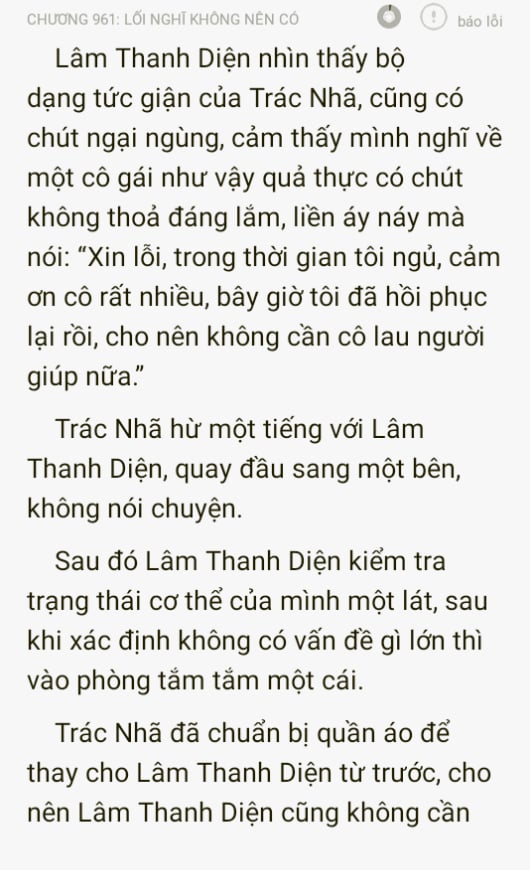 CHƯƠNG 961: LỐI NGHĨ KHÔNG NÊN CÓ
báo lỗi
Lâm Thanh Diện nhìn thấy bộ
dạng tức giận của Trác Nhã, cũng có
chút ngại ngùng, cảm thấy mình nghĩ về
một cô gái như vậy quả thực có chút
không thoả đáng lắm, liền áy náy mà
nói: “Xin lỗi, trong thời gian tôi ngủ, cảm
ơn cô rất nhiều, bây giờ tôi đã hồi phục
lại rồi, cho nên không cần cô lau người
giúp nữa.”
Trác Nhã hừ một tiếng với Lâm
Thanh Diện, quay đầu sang một bên,
không nói chuyện.
Sau đó Lâm Thanh Diện kiểm tra
trạng thái cơ thể của mình một lát, sau
khi xác định không có vấn đề gì lớn thì
vào phòng tắm tắm một cái.
Trác Nhã đã chuẩn bị quần áo để
thay cho Lâm Thanh Diện từ trước, cho
nên Lâm Thanh Diện cũng không cần